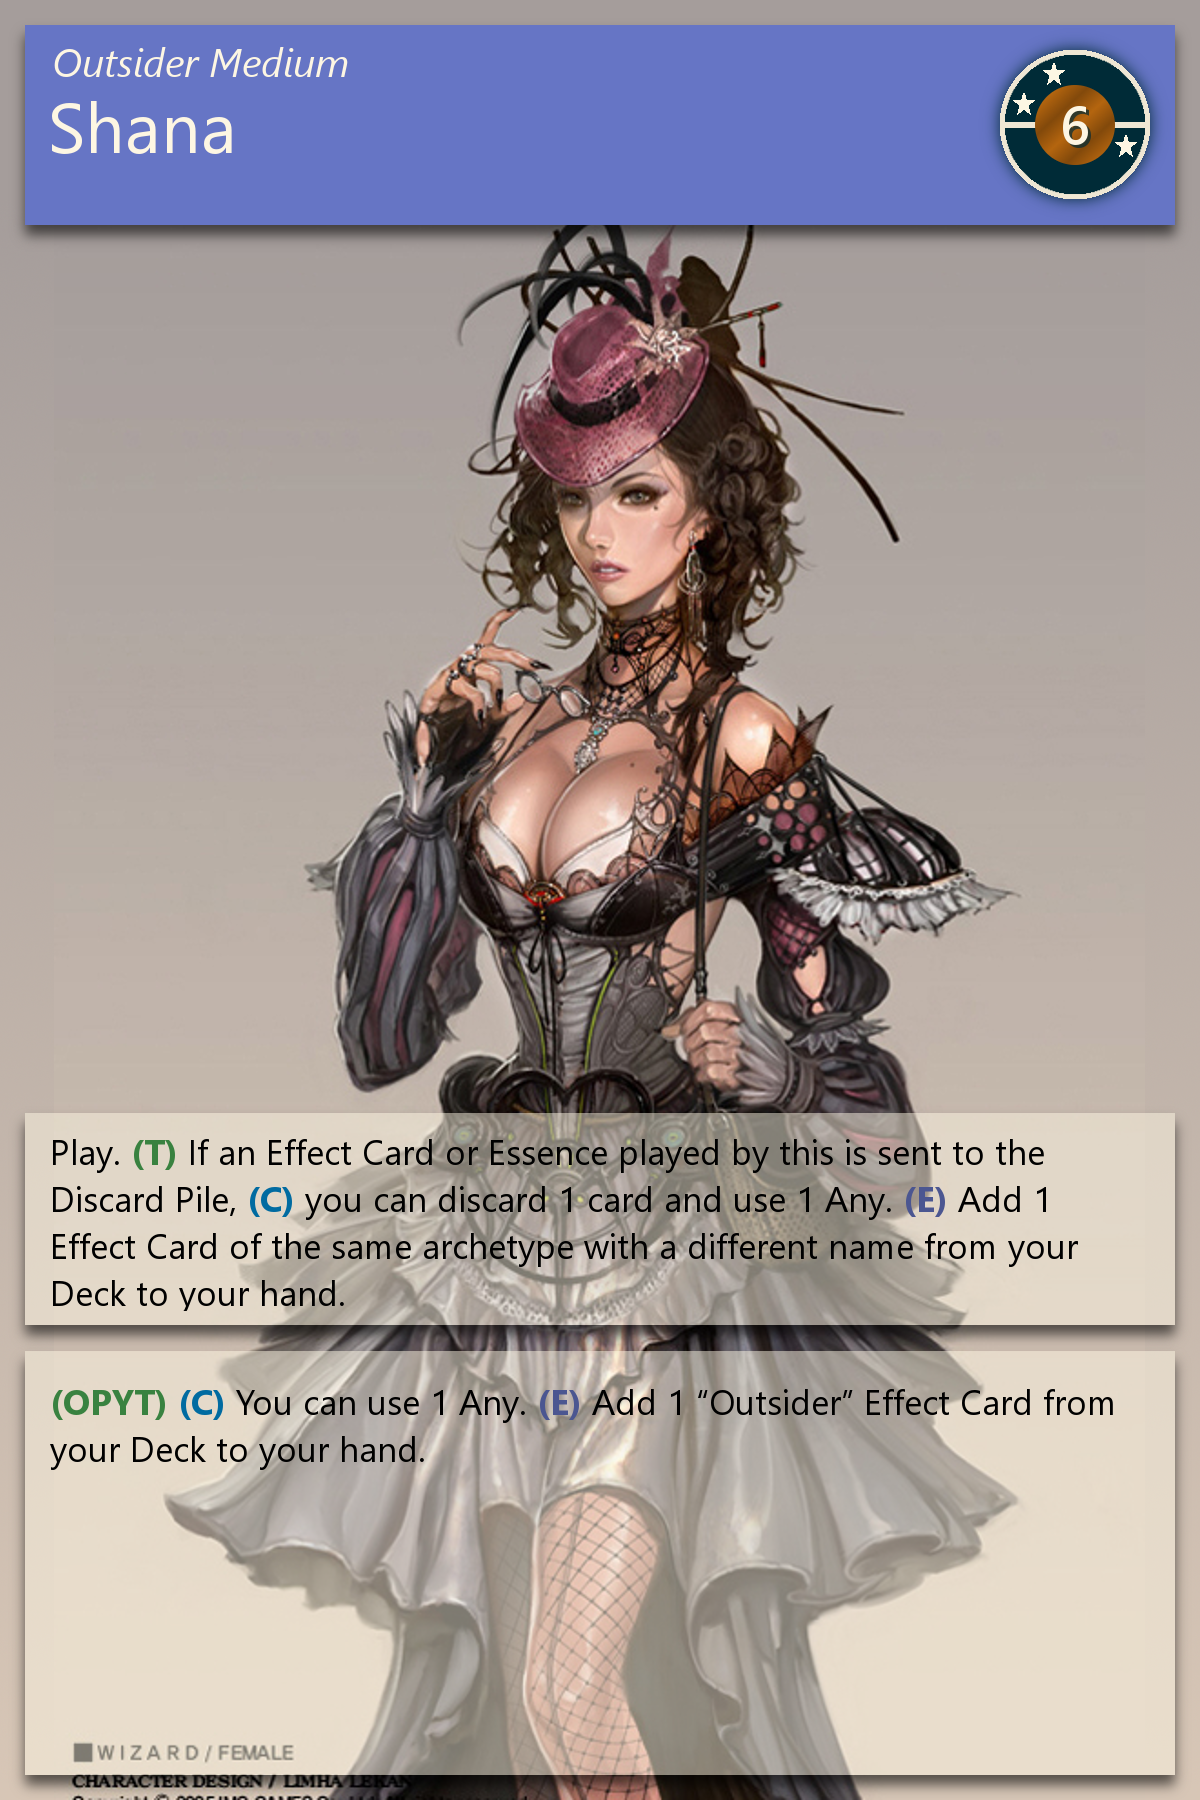 Outsider Medium
Shana
6
Play. (T) If an Effect Card or Essence played by this is sent to the
Discard Pile, (C) you can discard 1 card and use 1 Any. (E) Add 1
Effect Card of the same archetype with a different name from your
Deck to your hand.
(OPYT) (C) You can use 1 Any. (E) Add 1 “Outsider” Effect Card from
your Deck to your hand.
WIZARD / FEMALE
CHARACTER DESIGN / LIMHA LEKAN